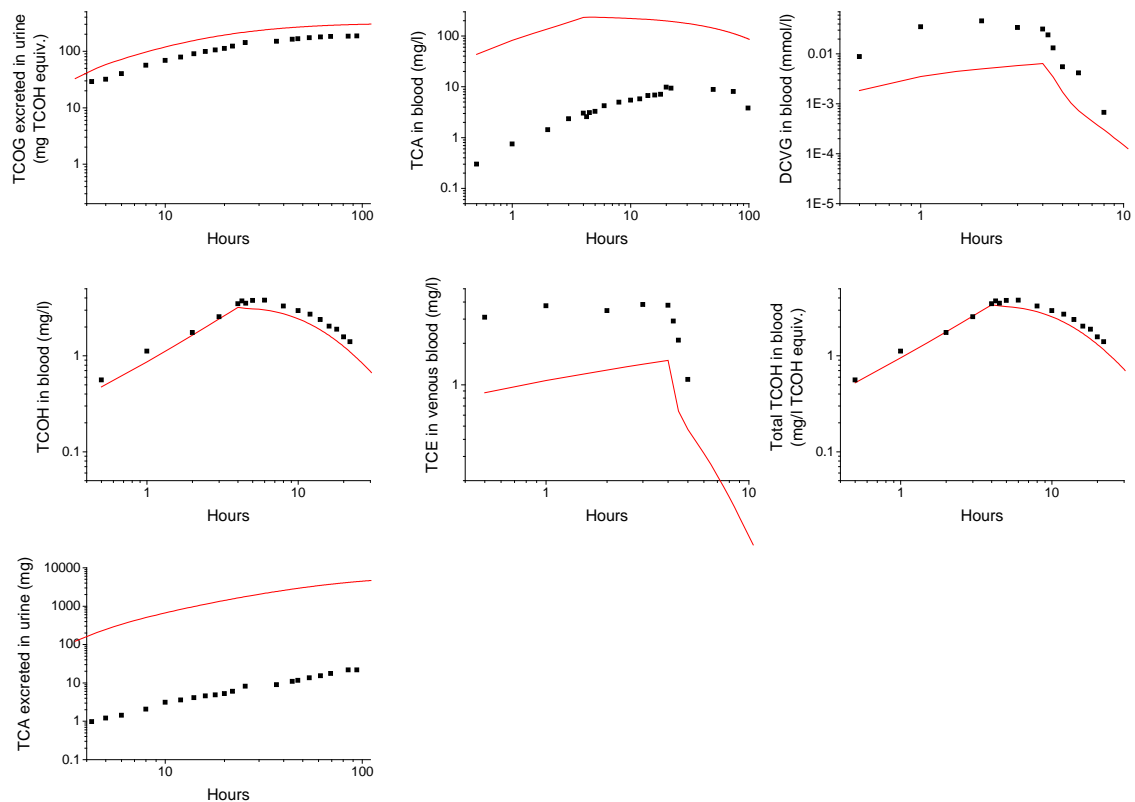 TCOG excreted in urine
(mg TCOH equiv.)
100
10
1
10
100
Hours
TCA in blood (mg/l)
100
10
1
0.1
1
10
100
Hours
DCVG in blood (mmol/l)
0.01
1E-3
1E-4
1E-5
1
10
Hours
TCOH in blood (mg/l)
1
0.1
1
10
Hours
TCE in venous blood (mg/l)
1
1
10
Hours
Total TCOH in blood
(mg/l TCOH equiv.)
1
0.1
1
10
Hours
TCA excreted in urine (mg)
10000
1000
100
10
1
0.1
10
100
Hours